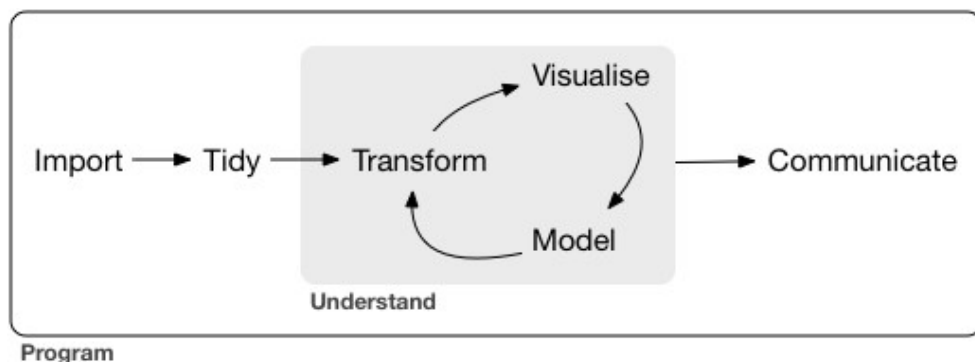 Visualise
Import Tidy Transform Communicate
Model
Understand
Program